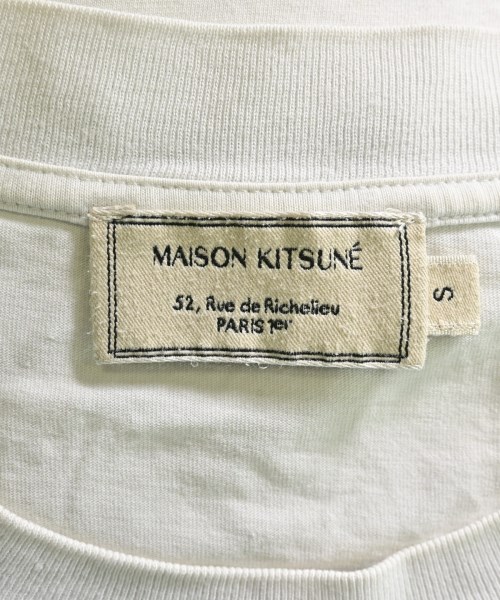 MAISON KITSUNÉ
52, Rue de Richelieu
PARIS 1er
S